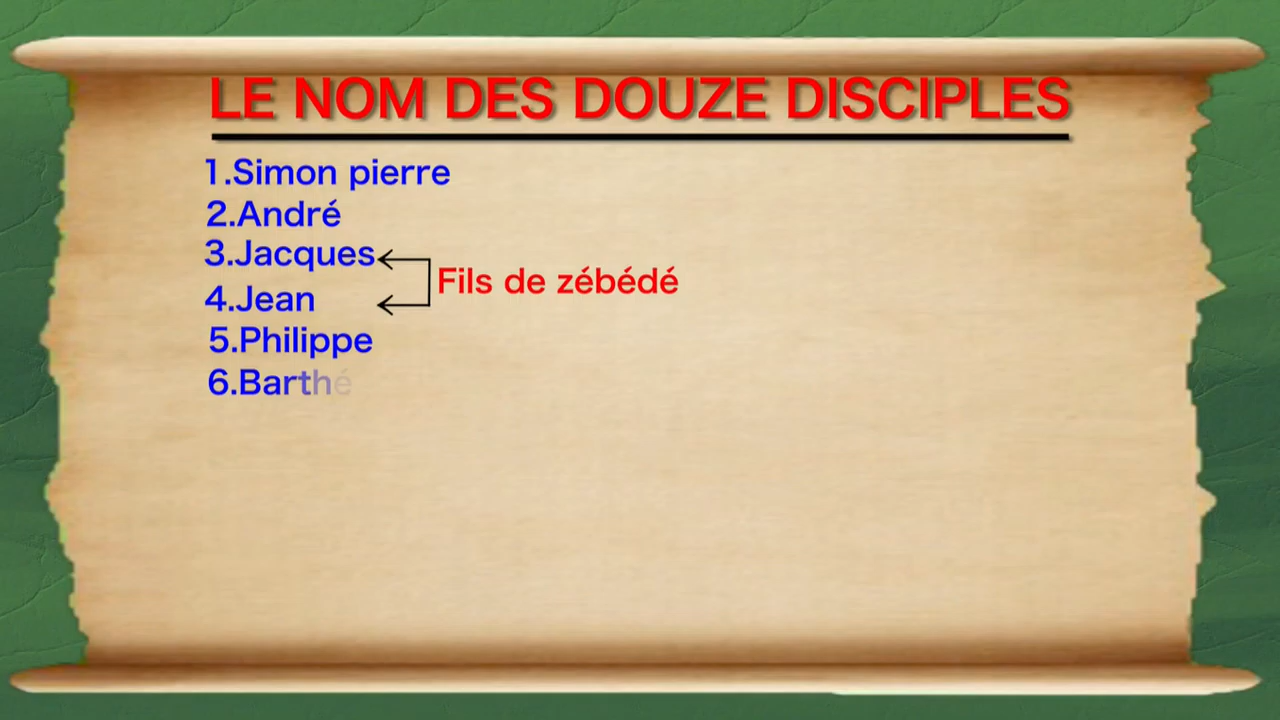 LE NOM DES DOUZE DISCIPLES
1.Simon pierre
2.André
3.Jacques
Fils de zébédé
4.Jean
5.Philippe
6.Barthé